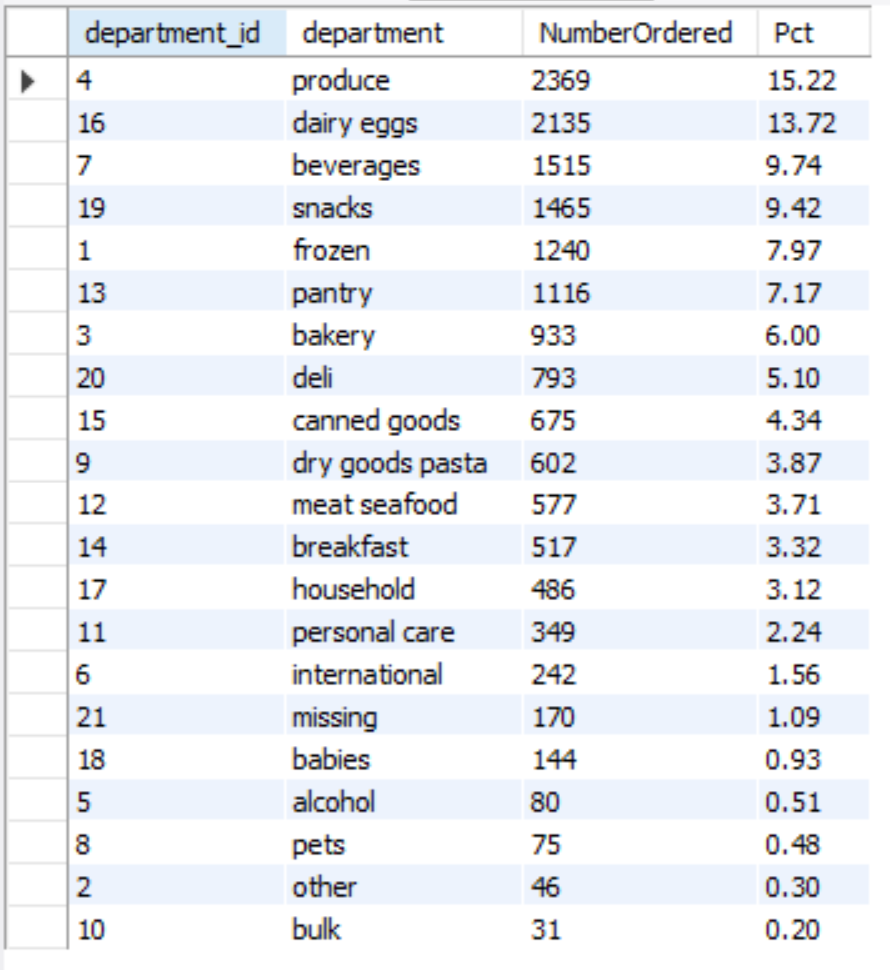 department_id department NumberOrdered Pct
4 produce 2369 15.22
16 dairy eggs 2135 13.72
7 beverages 1515 9.74
19 snacks 1465 9.42
1 frozen 1240 7.97
13 pantry 1116 7.17
3 bakery 933 6.00
20 deli 793 5.10
15 canned goods 675 4.34
9 dry goods pasta 602 3.87
12 meat seafood 577 3.71
14 breakfast 517 3.32
17 household 486 3.12
11 personal care 349 2.24
6 international 242 1.56
21 missing 170 1.09
18 babies 144 0.93
5 alcohol 80 0.51
8 pets 75 0.48
2 other 46 0.30
10 bulk 31 0.20